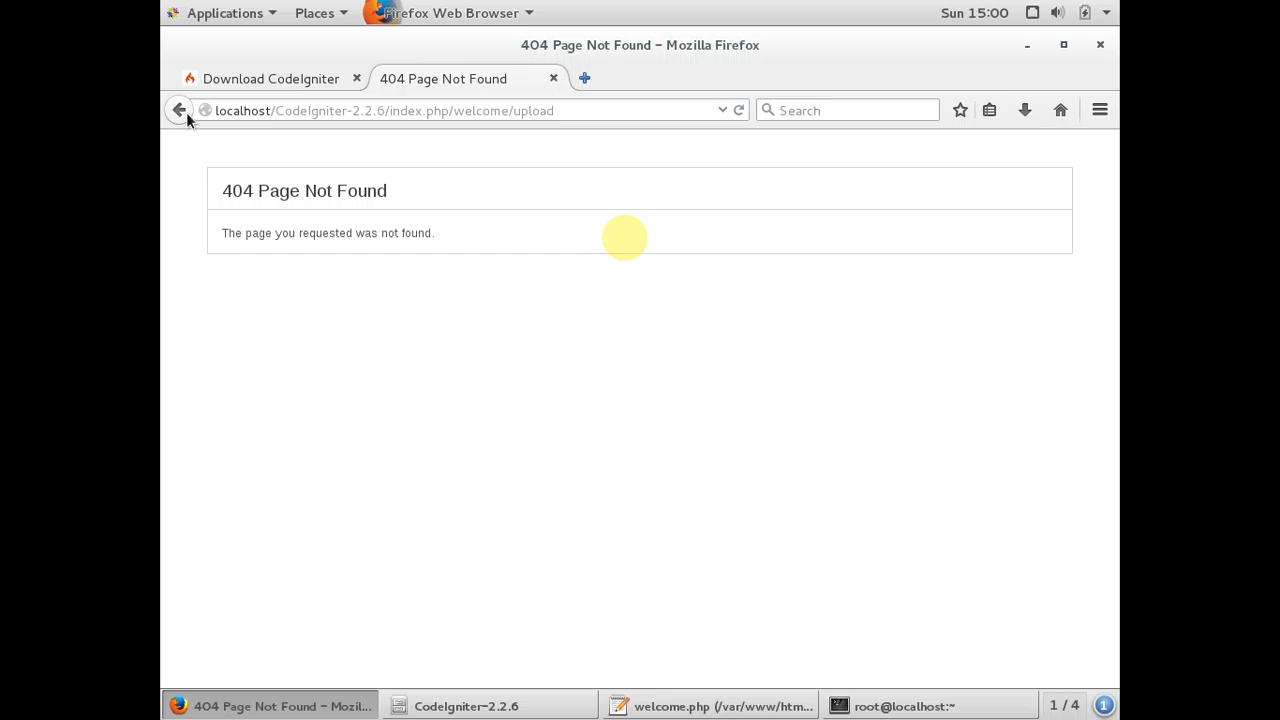 Applications Places Firefox Web Browser Sun 15:00
404 Page Not Found - Mozilla Firefox
Download CodeIgniter 404 Page Not Found
localhost/CodeIgniter-2.2.6/index.php/welcome/upload Search
404 Page Not Found
The page you requested was not found.
404 Page Not Found - Mozil... CodeIgniter-2.2.6 welcome.php (/var/www/htm... root@localhost:~ 1 / 4 1